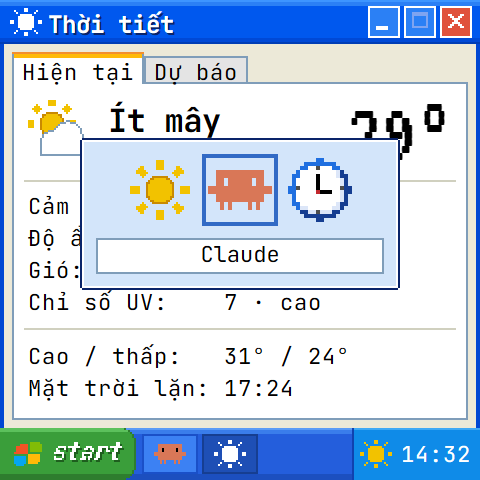 Thời tiết
Hiện tại
Dự báo
Ít mây
Cảm
Claude
Gió:
Chỉ số UV: 7 · cao
Cao / thấp: 31° / 24°
Mặt trời lặn: 17:24
start
14:32